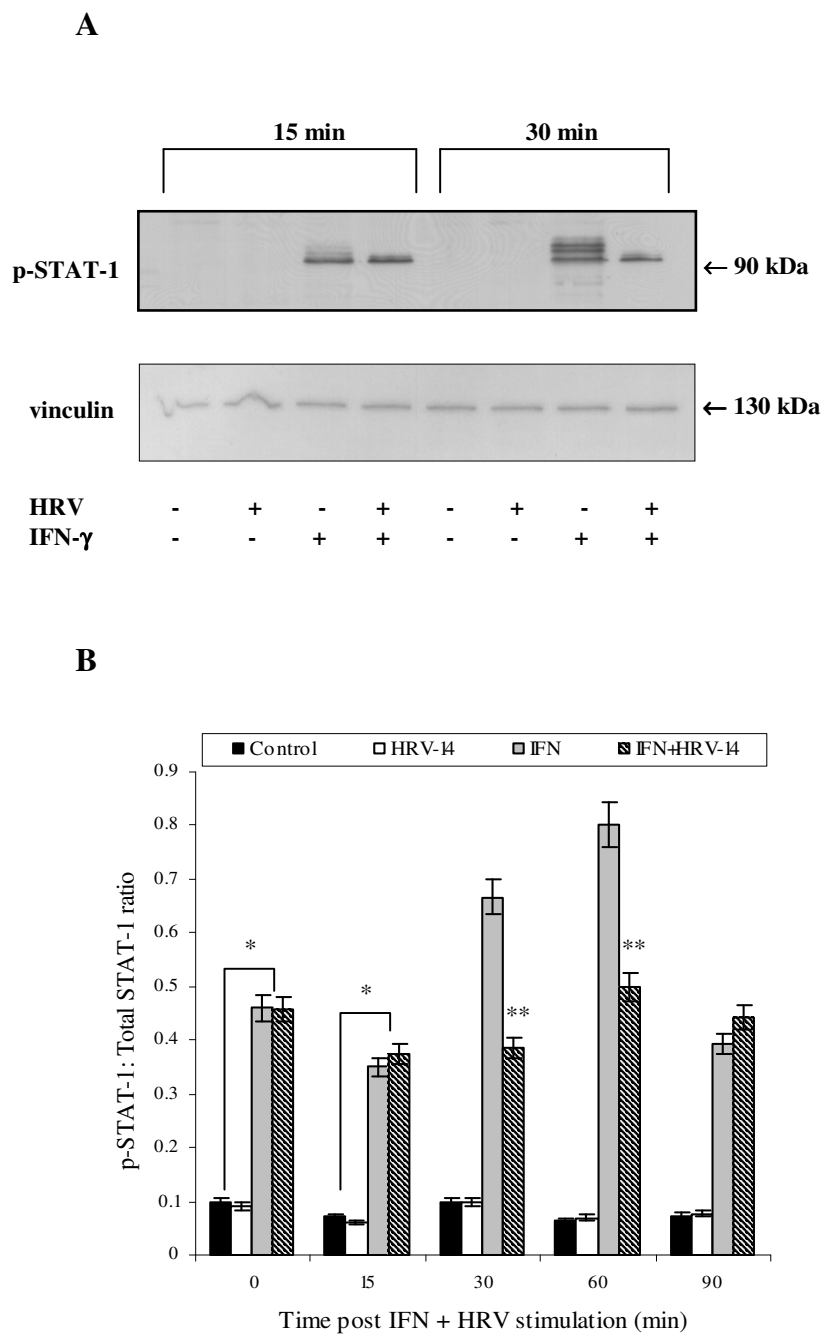 A
15 min 30 min
p-STAT-1 ← 90 kDa
vinculin ← 130 kDa
HRV - + - + - + - +
IFN-γ - - + + - - + +
B
Control HRV-14 IFN IFN+HRV-14
p-STAT-1: Total STAT-1 ratio
0.9
0.8
0.7
0.6
0.5
0.4
0.3
0.2
0.1
0
* * ** **
0 15 30 60 90
Time post IFN + HRV stimulation (min)